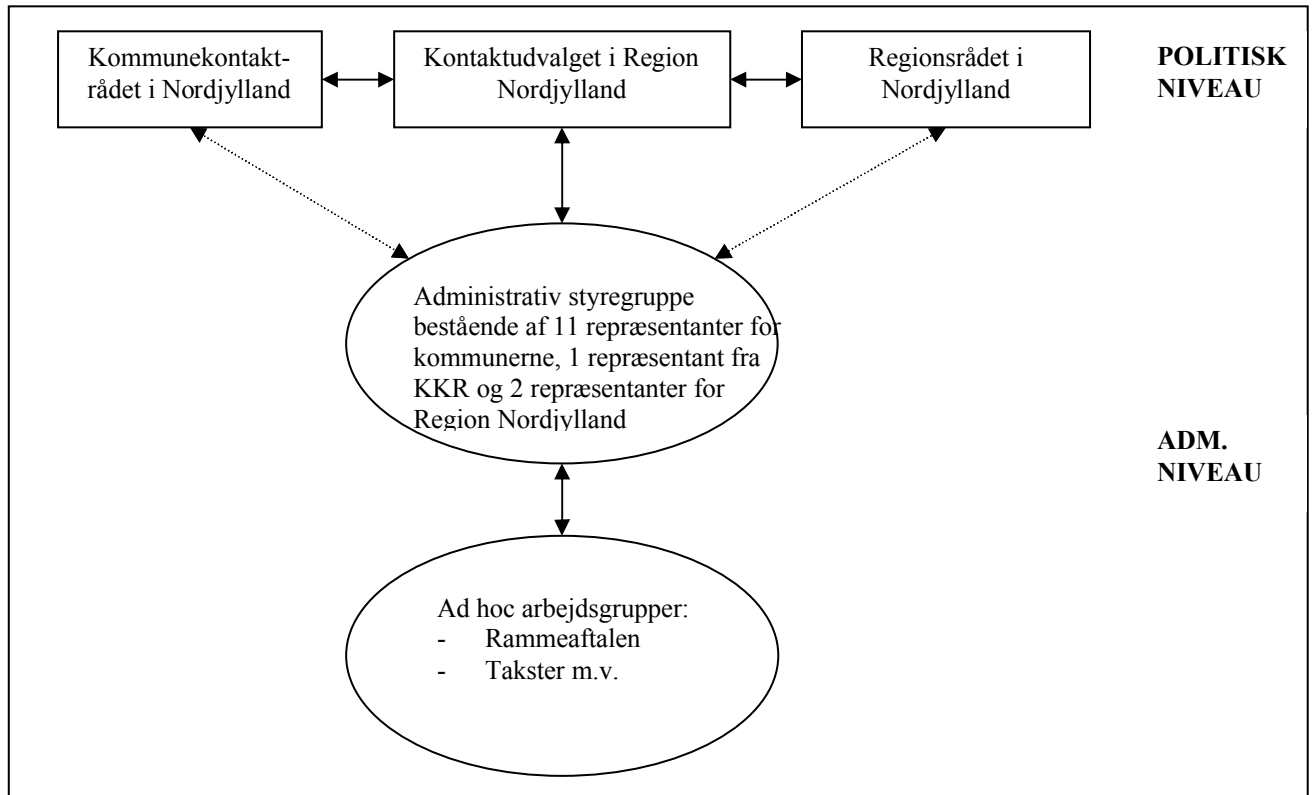 Kommunekontakt-
rådet i Nordjylland
Kontaktudvalget i Region
Nordjylland
Regionsrådet i
Nordjylland
POLITISK
NIVEAU
Administrativ styregruppe
bestående af 11 repræsentanter for
kommunerne, 1 repræsentant fra
KKR og 2 repræsentanter for
Region Nordjylland
ADM.
NIVEAU
Ad hoc arbejdsgrupper:
- Rammeaftalen
- Takster m.v.